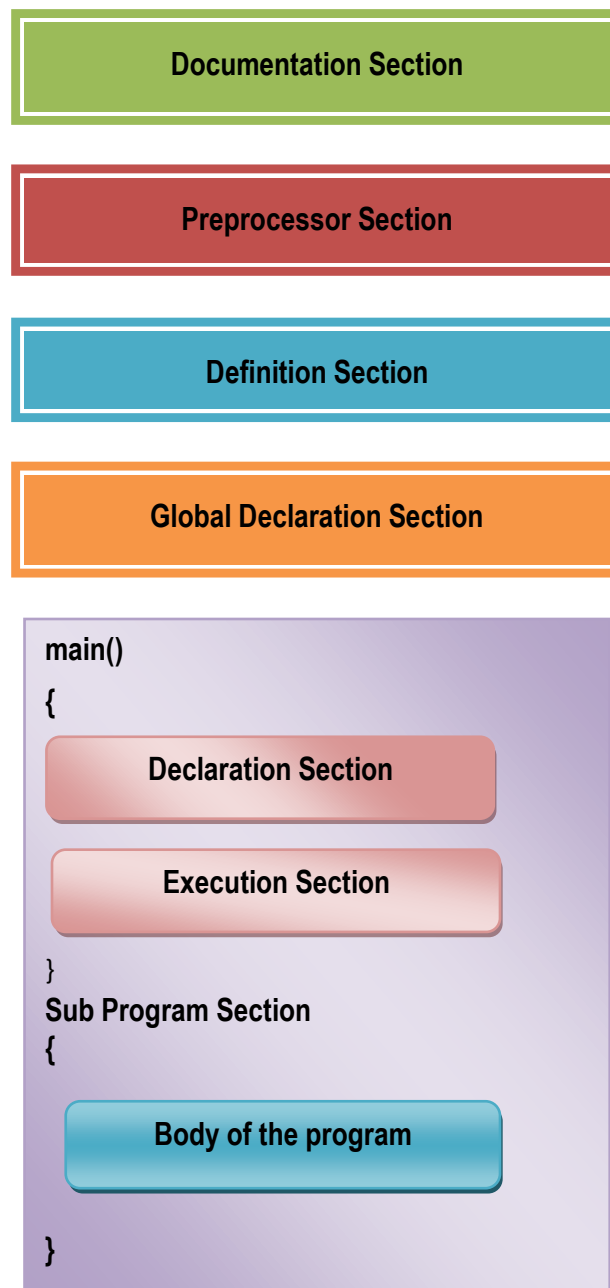 Documentation Section
Preprocessor Section
Definition Section
Global Declaration Section
main()
{
Declaration Section
Execution Section
}
Sub Program Section
{
Body of the program
}